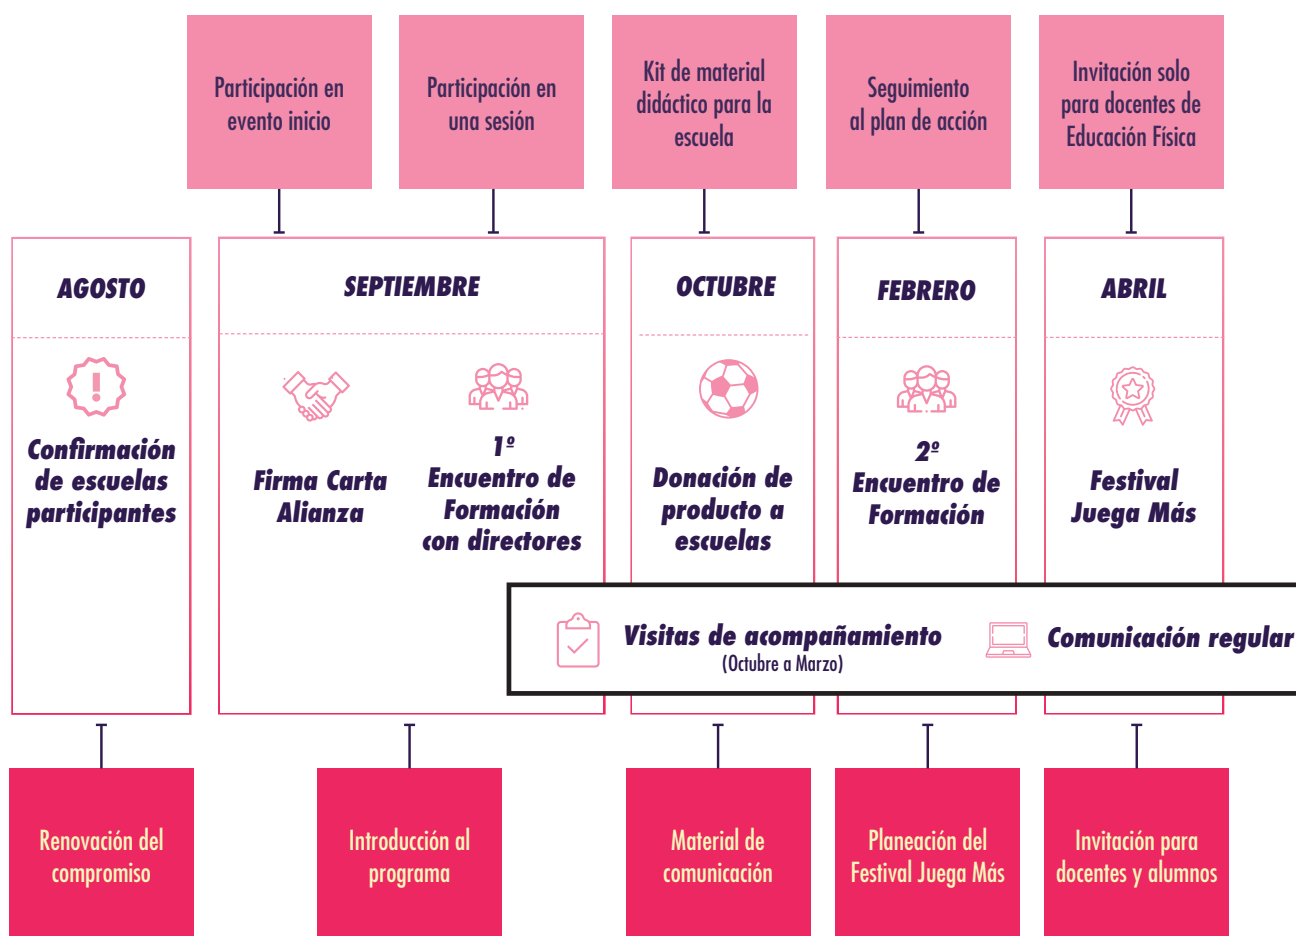 Participación en
evento inicio
Participación en
una sesión
Kit de material
didáctico para la
escuela
Seguimiento
al plan de acción
Invitación solo
para docentes de
Educación Física
AGOSTO
Confirmación
de escuelas
participantes
SEPTIEMBRE
Firma Carta
Alianza
1º
Encuentro de
Formación
con directores
OCTUBRE
Donación de
producto a
escuelas
FEBRERO
2º
Encuentro de
Formación
ABRIL
Festival
Juega Más
Visitas de acompañamiento
(Octubre a Marzo)
Comunicación regular
Renovación del
compromiso
Introducción al
programa
Material de
comunicación
Planeación del
Festival Juega Más
Invitación para
docentes y alumnos